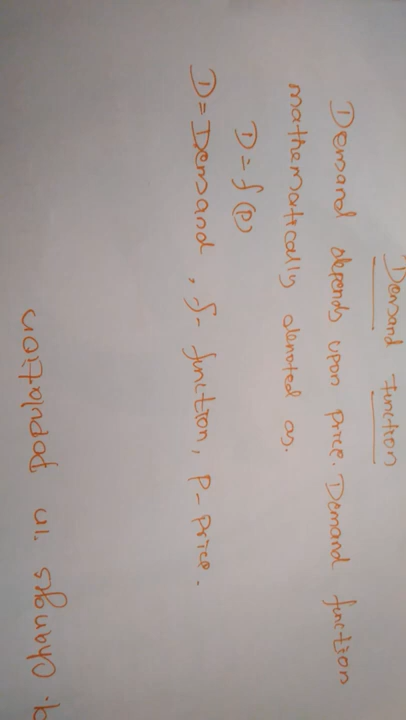 Demand function
Demand depends upon price. Demand function
mathematically denoted as.
D = f (P)
D = Demand, f - function, P - Price.
changes in population